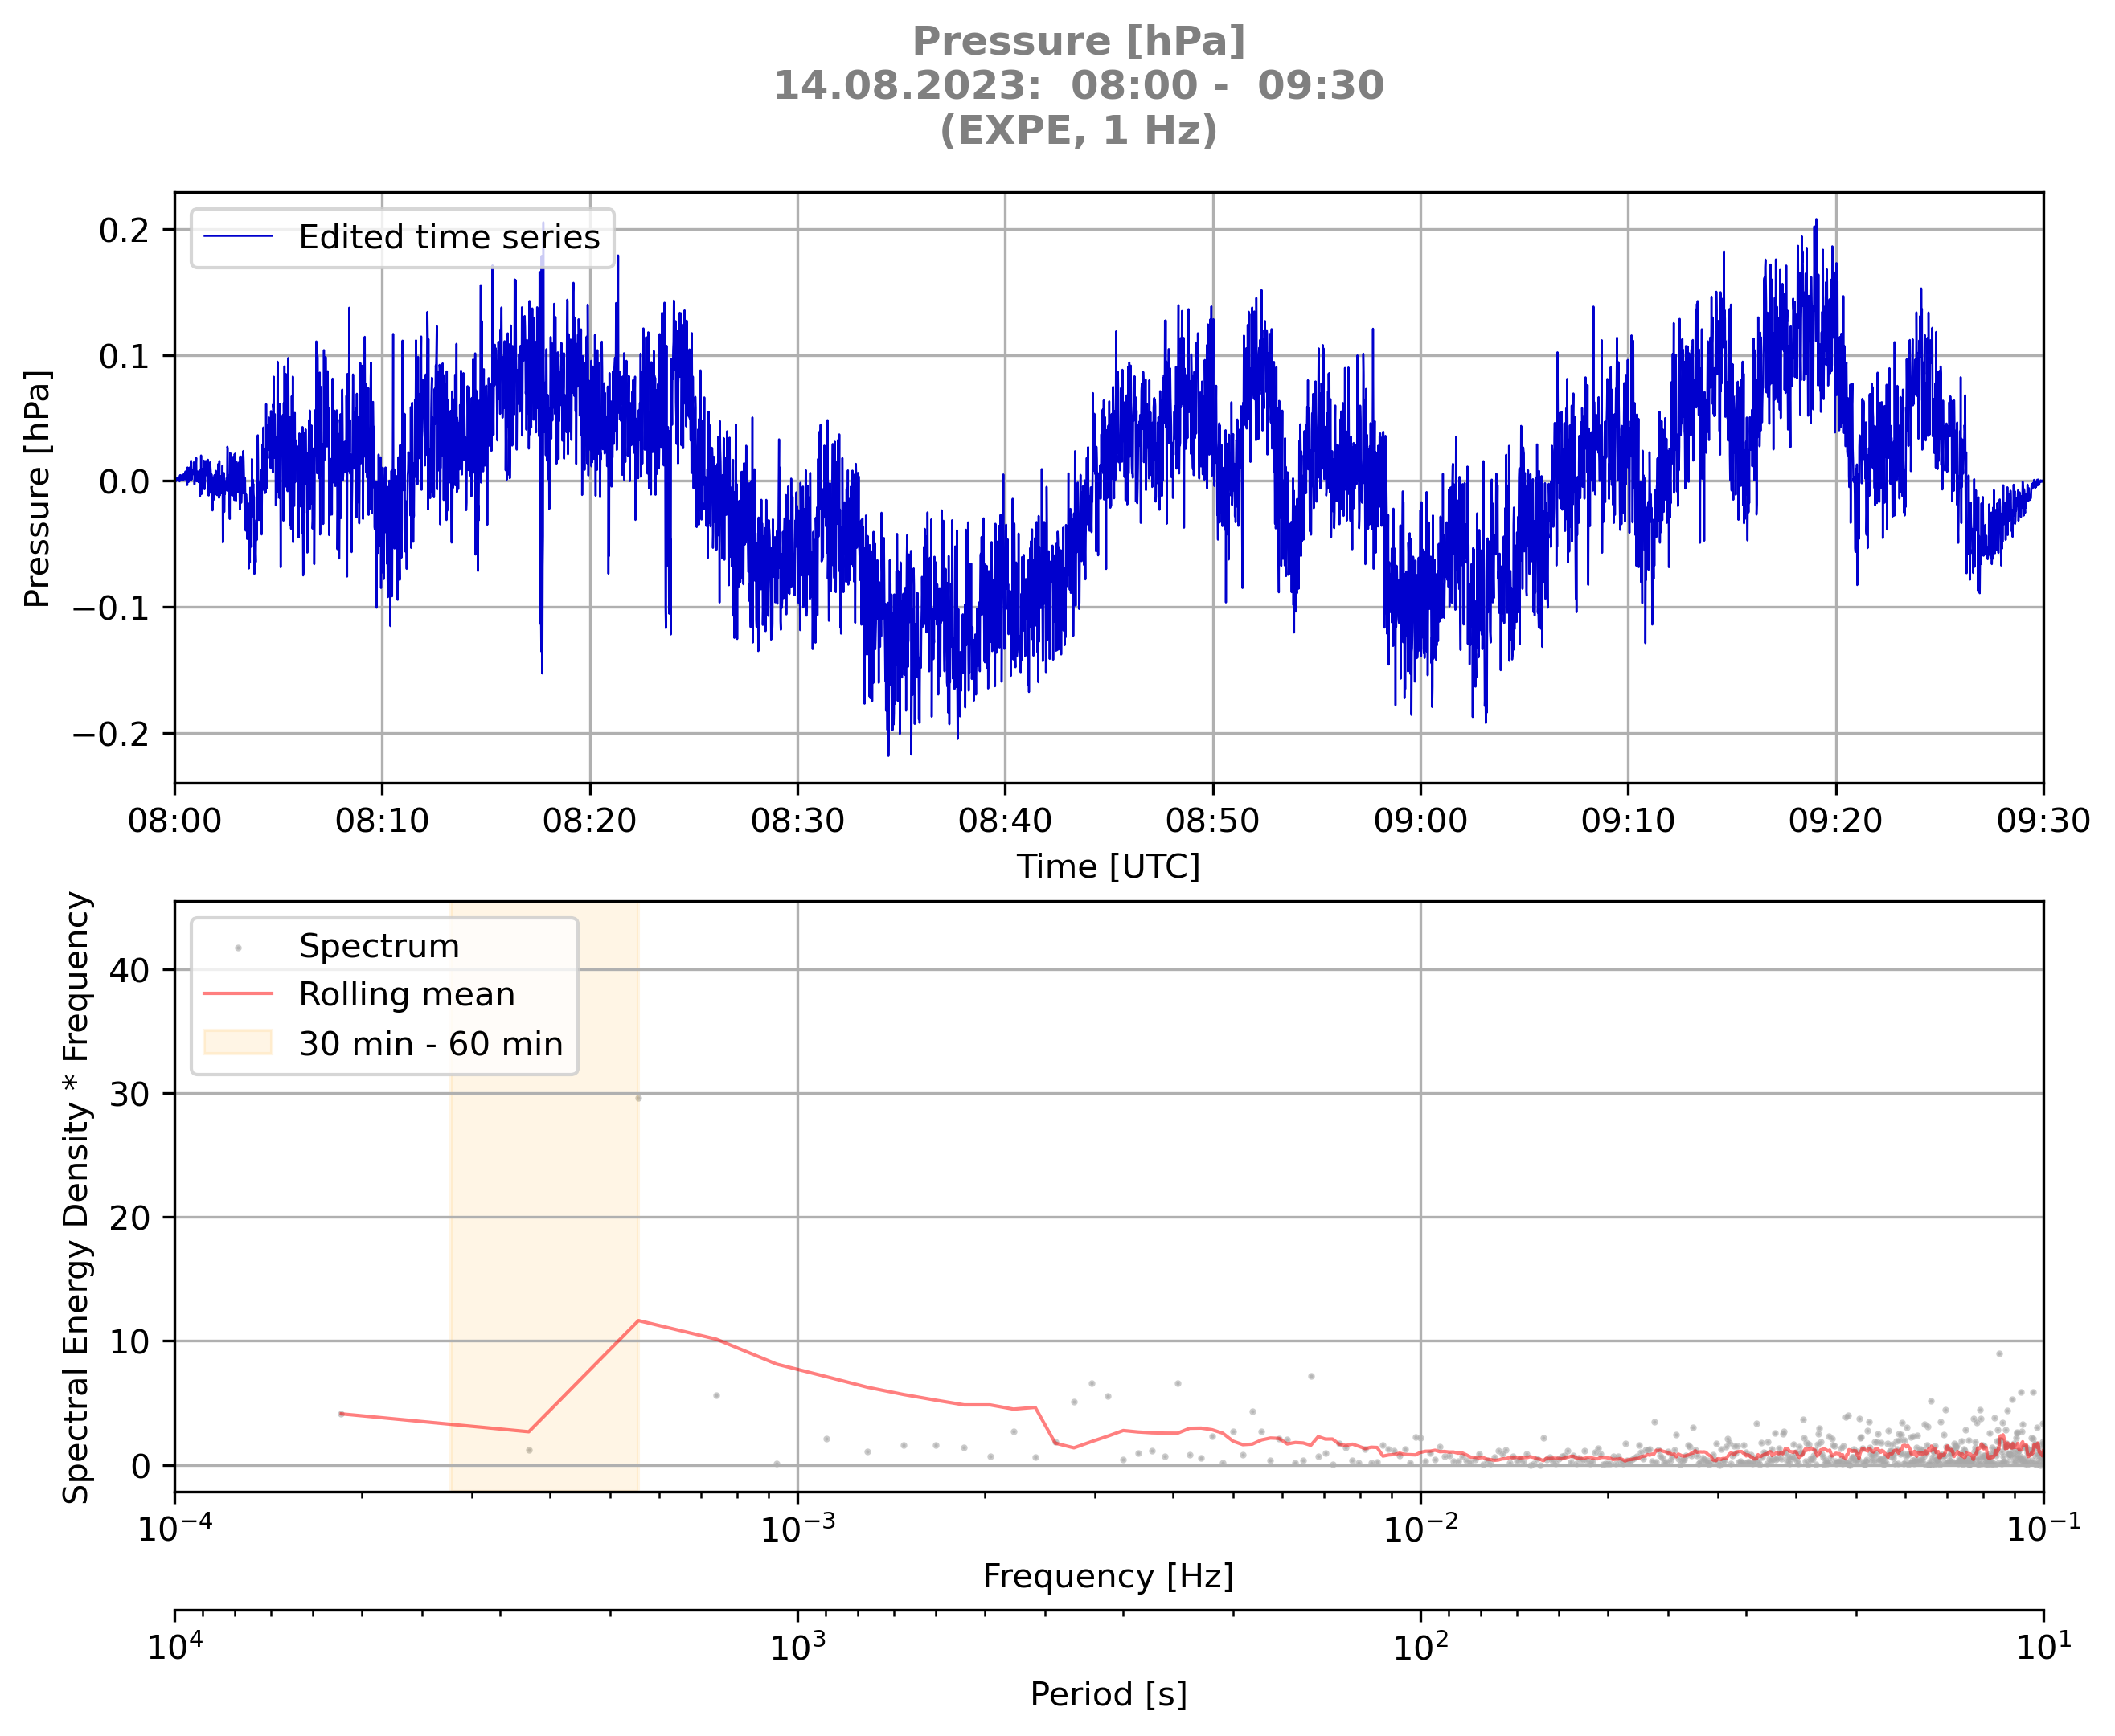 Pressure [hPa]
14.08.2023:  08:00 -  09:30
(EXPE, 1 Hz)
Edited time series
Pressure [hPa]
0.2
0.1
0.0
−0.1
−0.2
08:00 08:10 08:20 08:30 08:40 08:50 09:00 09:10 09:20 09:30
Time [UTC]
Spectrum
Rolling mean
30 min - 60 min
Spectral Energy Density * Frequency
40
30
20
10
0
10⁻⁴ 10⁻³ 10⁻² 10⁻¹
Frequency [Hz]
10⁴ 10³ 10² 10¹
Period [s]